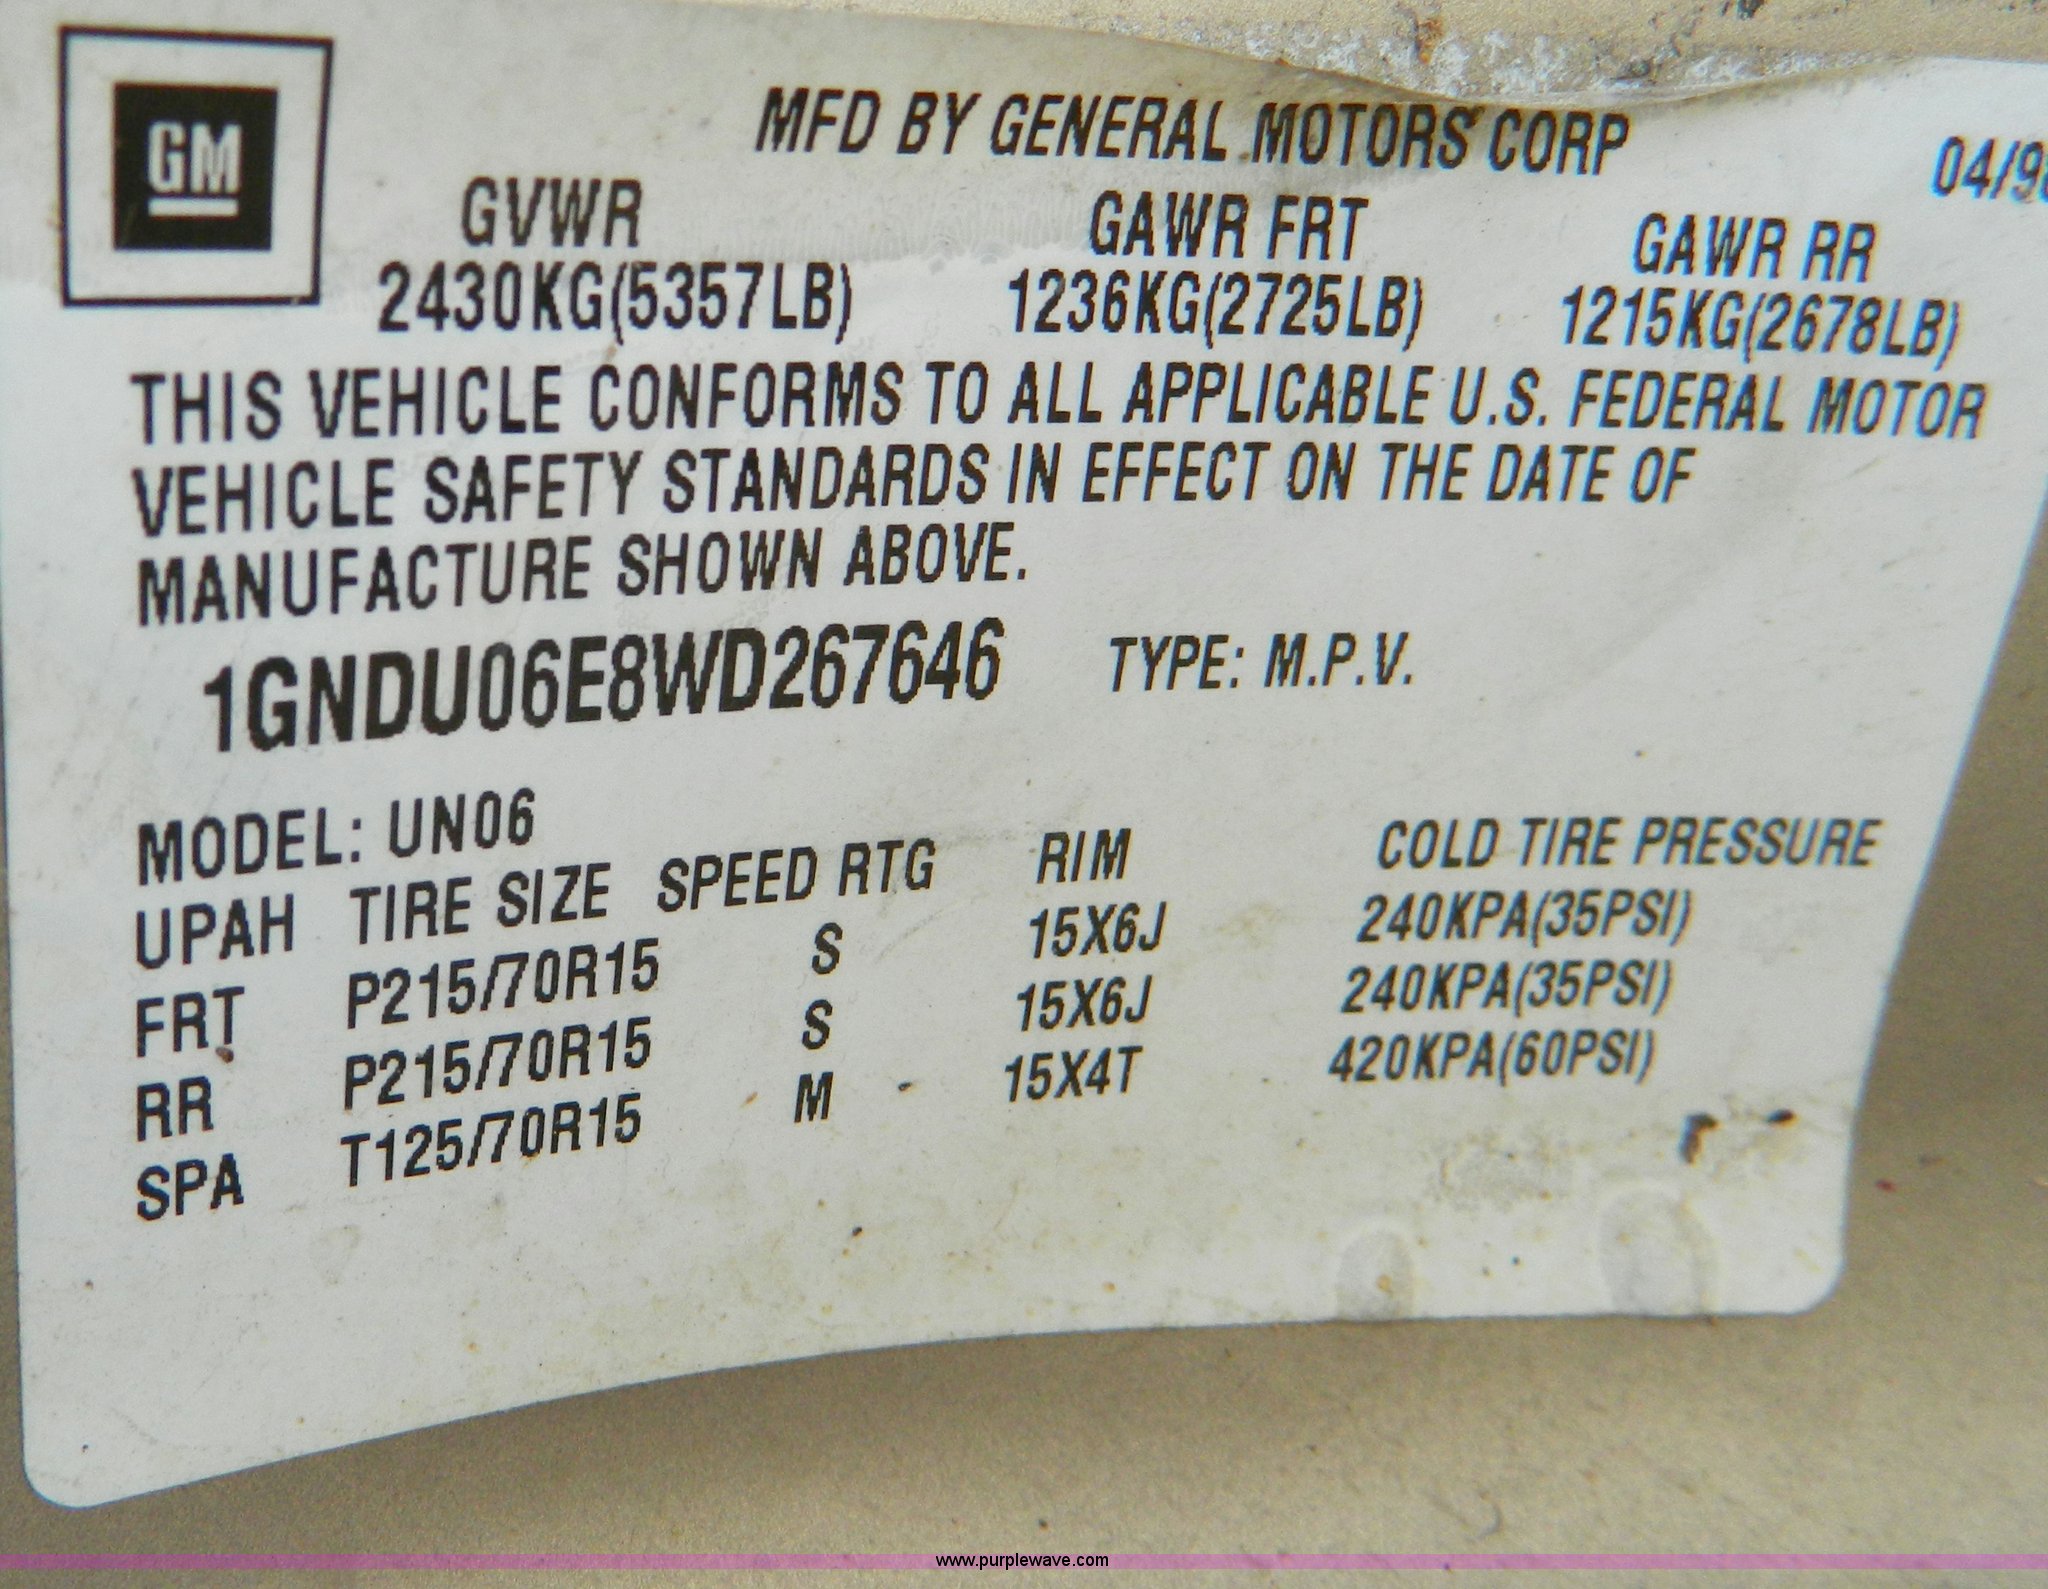 GM
MFD BY GENERAL MOTORS CORP
GVWR GAWR FRT GAWR RR
2430KG(5357LB) 1236KG(2725LB) 1215KG(2678LB)
THIS VEHICLE CONFORMS TO ALL APPLICABLE U.S. FEDERAL MOTOR
VEHICLE SAFETY STANDARDS IN EFFECT ON THE DATE OF
MANUFACTURE SHOWN ABOVE.
1GNDU06E8WD267646 TYPE: M.P.V.
MODEL: UN06
UPAH TIRE SIZE SPEED RTG RIM COLD TIRE PRESSURE
FRT P215/70R15 S 15X6J 240KPA(35PSI)
RR P215/70R15 S 15X6J 240KPA(35PSI)
SPA T125/70R15 M 15X4T 420KPA(60PSI)
www.purplewave.com